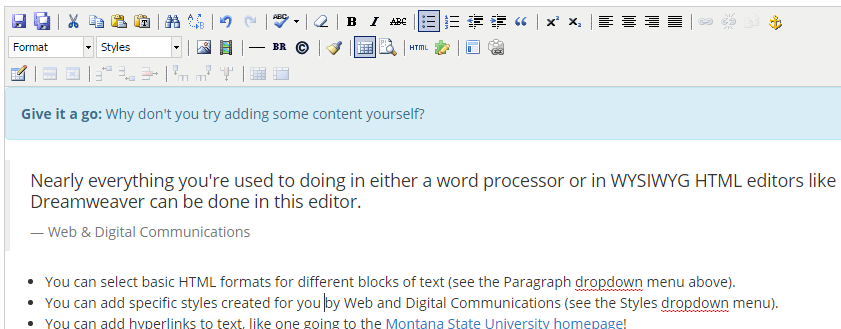 ABC B I ABC “ x² x₂
Format Styles BR © HTML
Give it a go: Why don't you try adding some content yourself?
Nearly everything you're used to doing in either a word processor or in WYSIWYG HTML editors like
Dreamweaver can be done in this editor.
— Web & Digital Communications
• You can select basic HTML formats for different blocks of text (see the Paragraph dropdown menu above).
• You can add specific styles created for you by Web and Digital Communications (see the Styles dropdown menu).
• You can add hyperlinks to text, like one going to the Montana State University homepage!